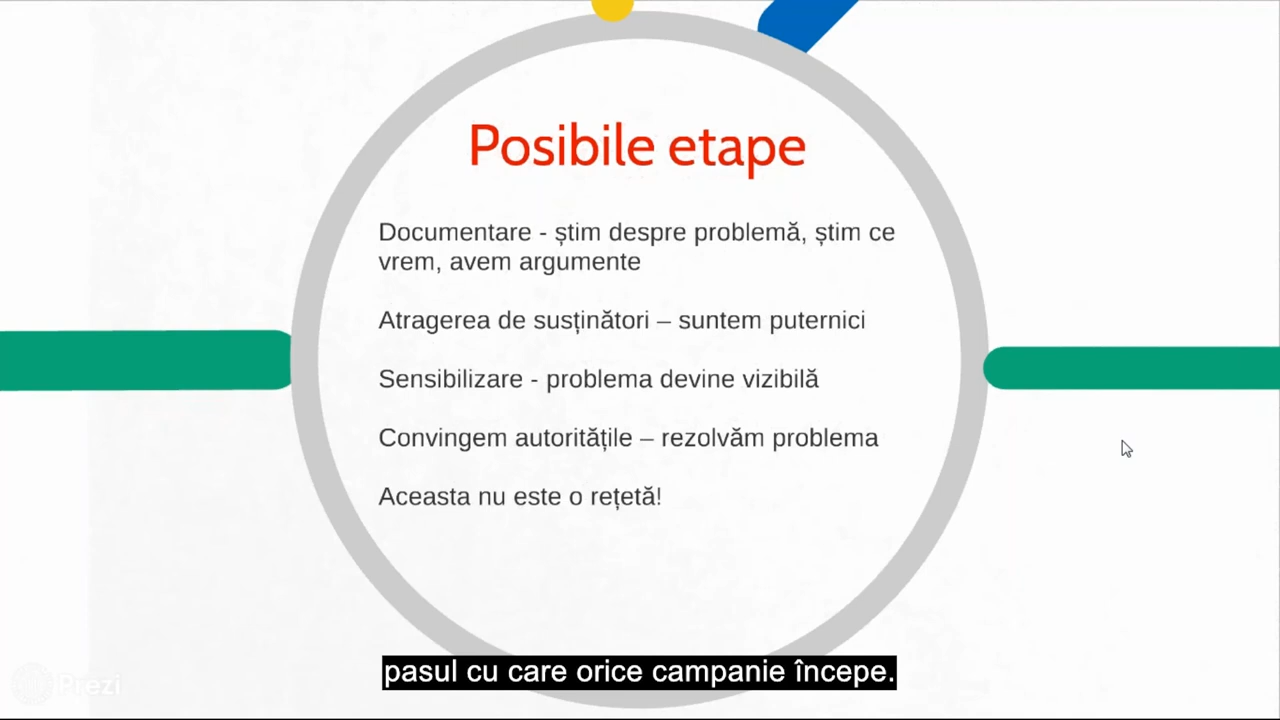 Posibile etape
Documentare - știm despre problemă, știm ce
vrem, avem argumente
Atragerea de susținători – suntem puternici
Sensibilizare - problema devine vizibilă
Convingem autoritățile – rezolvăm problema
Aceasta nu este o rețetă!
pasul cu care orice campanie începe.
Prezi